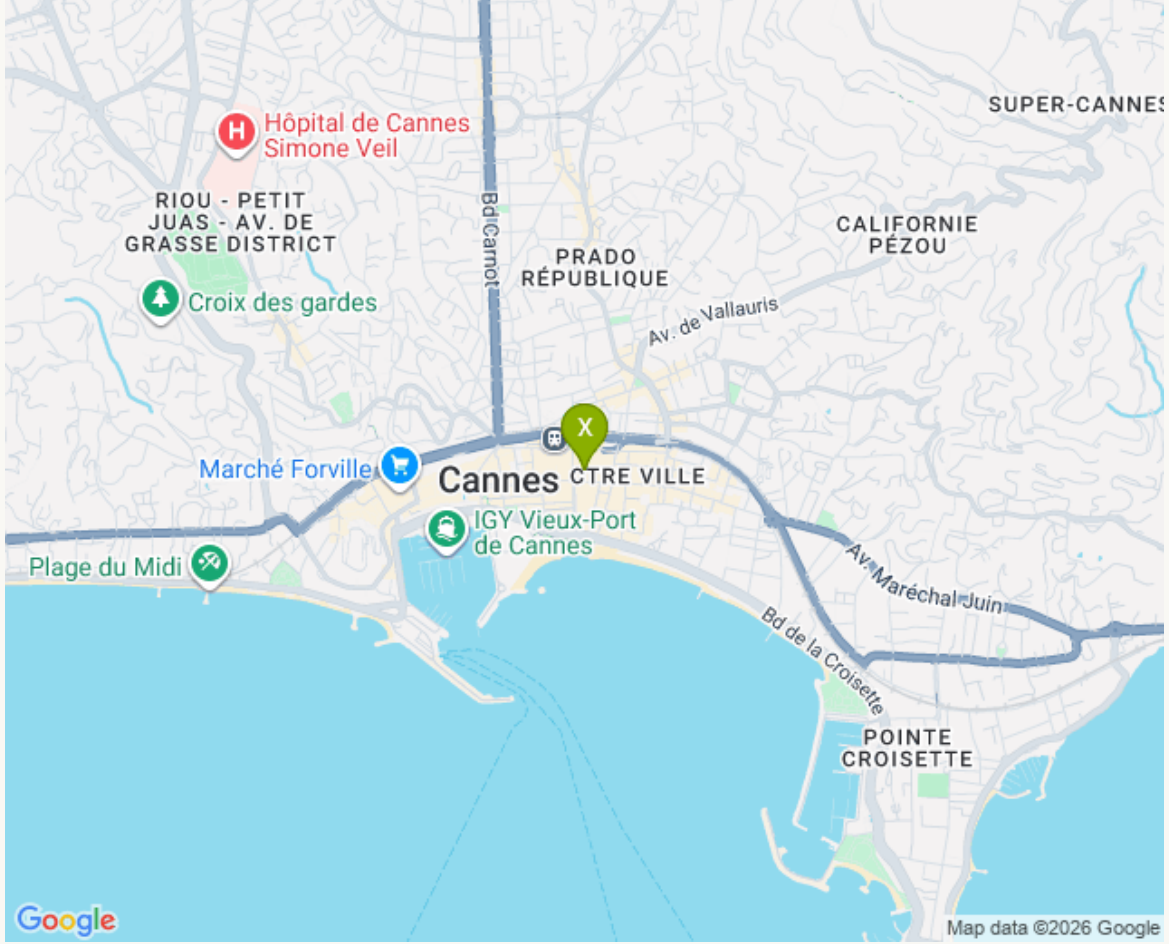 SUPER-CANNES
H
Hôpital de Cannes
Simone Veil
RIOU - PETIT
JUAS - AV. DE
GRASSE DISTRICT
Bd Carnot
CALIFORNIE
PÉZOU
PRADO
RÉPUBLIQUE
Croix des gardes
Av. de Vallauris
X
Marché Forville
Cannes
CTRE VILLE
IGY Vieux-Port
de Cannes
Plage du Midi
Av. Maréchal Juin
Bd de la Croisette
POINTE
CROISETTE
Google
Map data ©2026 Google